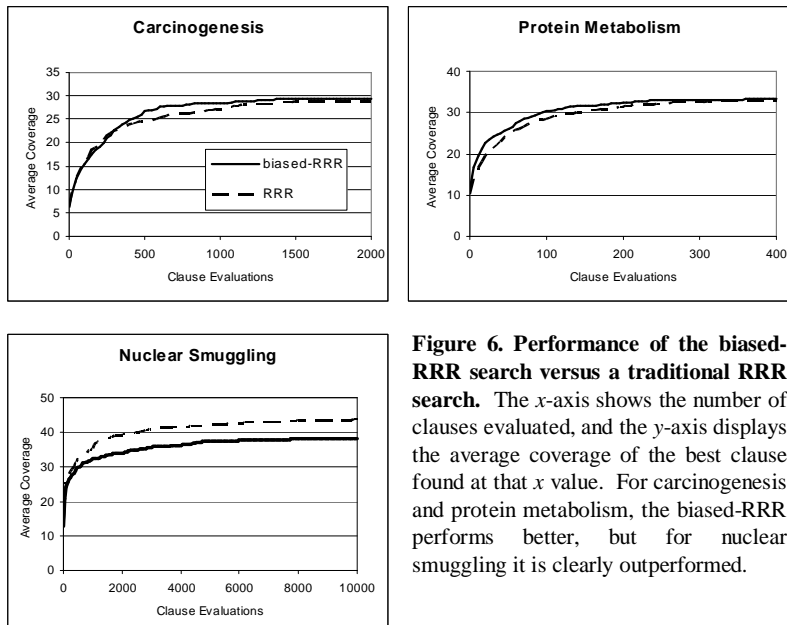 Carcinogenesis
35
30
25
20
15
10
5
0
Average Coverage
biased-RRR
RRR
0 500 1000 1500 2000
Clause Evaluations
Protein Metabolism
40
30
20
10
0
Average Coverage
0 100 200 300 400
Clause Evaluations
Nuclear Smuggling
50
40
30
20
10
0
Average Coverage
0 2000 4000 6000 8000 10000
Clause Evaluations
Figure 6. Performance of the biased-
RRR search versus a traditional RRR
search. The x-axis shows the number of
clauses evaluated, and the y-axis displays
the average coverage of the best clause
found at that x value. For carcinogenesis
and protein metabolism, the biased-RRR
performs better, but for nuclear
smuggling it is clearly outperformed.